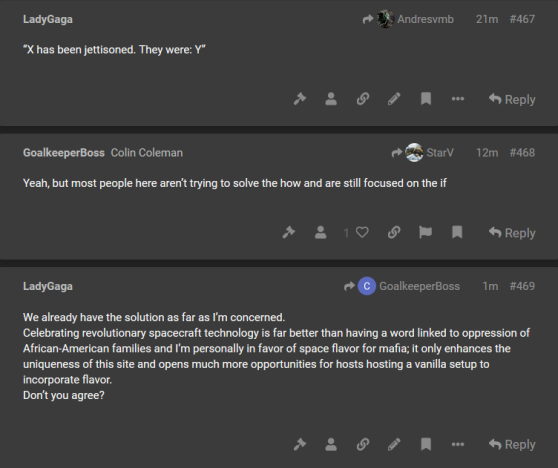 LadyGaga Andresvmb 21m #467
“X has been jettisoned. They were: Y”
Reply
GoalkeeperBoss Colin Coleman StarV 12m #468
Yeah, but most people here aren’t trying to solve the how and are still focused on the if
1 Reply
LadyGaga C GoalkeeperBoss 1m #469
We already have the solution as far as I’m concerned.
Celebrating revolutionary spacecraft technology is far better than having a word linked to oppression of
African-American families and I’m personally in favor of space flavor for mafia; it only enhances the
uniqueness of this site and opens much more opportunities for hosts hosting a vanilla setup to
incorporate flavor.
Don’t you agree?
Reply